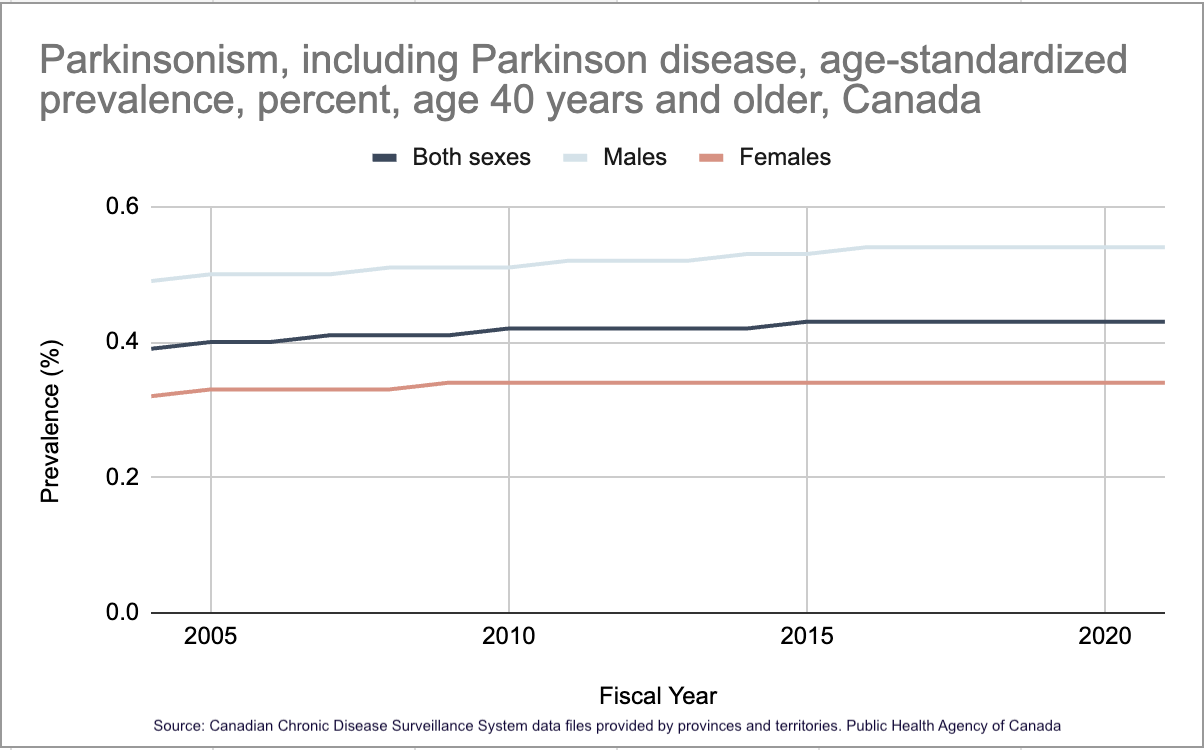 Parkinsonism, including Parkinson disease, age-standardized
prevalence, percent, age 40 years and older, Canada
Both sexes Males Females
0.6
0.4
0.2
0.0
Prevalence (%)
2005 2010 2015 2020
Fiscal Year
Source: Canadian Chronic Disease Surveillance System data files provided by provinces and territories. Public Health Agency of Canada